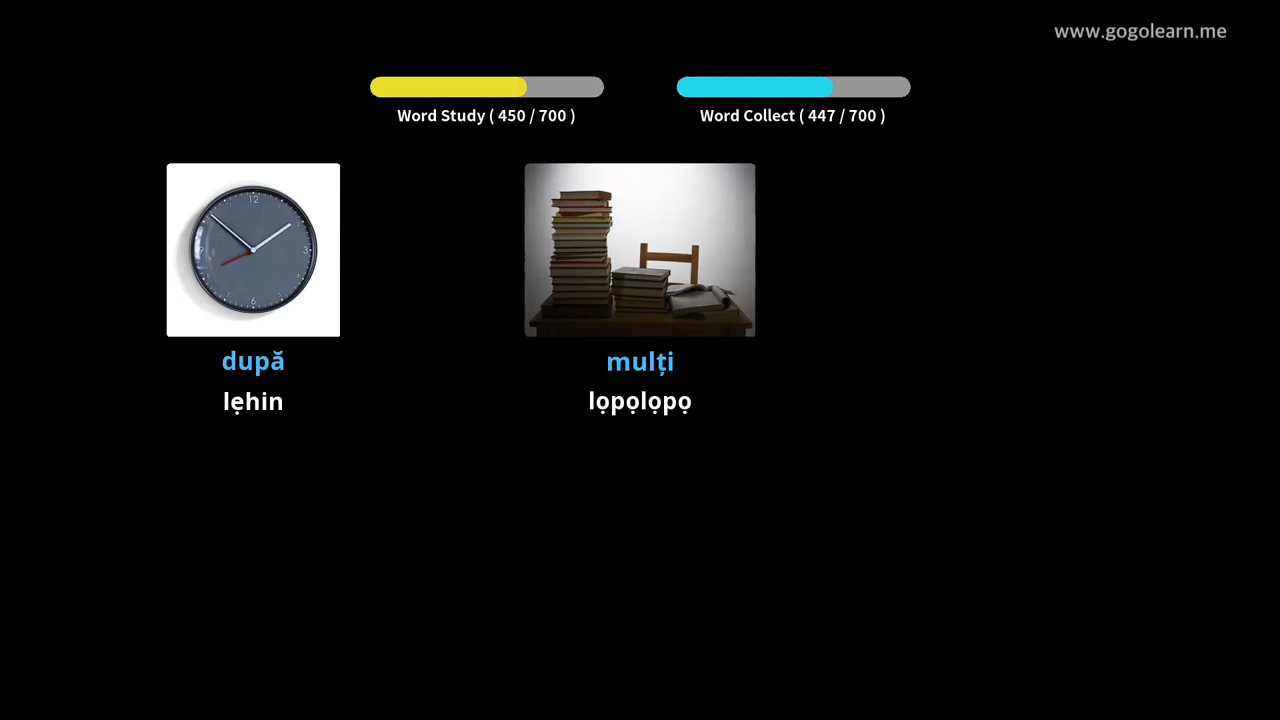 www.gogolearn.me
Word Study ( 450 / 700 )
Word Collect ( 447 / 700 )
după
mulți
lẹhin
lọpọlọpọ